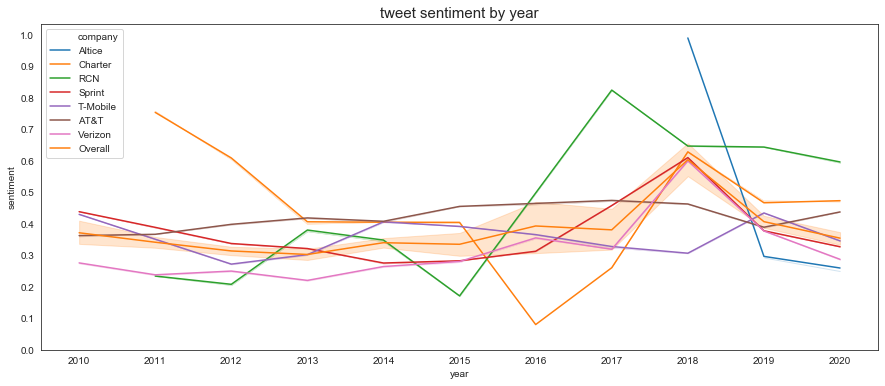 tweet sentiment by year
company
Altice
Charter
RCN
Sprint
T-Mobile
AT&T
Verizon
Overall
sentiment
1.0
0.9
0.8
0.7
0.6
0.5
0.4
0.3
0.2
0.1
0.0
2010 2011 2012 2013 2014 2015 2016 2017 2018 2019 2020
year